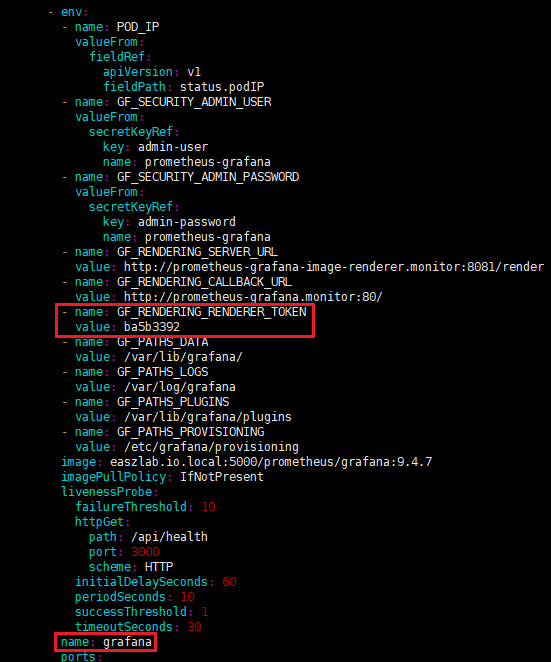 - env:
- name: POD_IP
valueFrom:
fieldRef:
apiVersion: v1
fieldPath: status.podIP
- name: GF_SECURITY_ADMIN_USER
valueFrom:
secretKeyRef:
key: admin-user
name: prometheus-grafana
- name: GF_SECURITY_ADMIN_PASSWORD
valueFrom:
secretKeyRef:
key: admin-password
name: prometheus-grafana
- name: GF_RENDERING_SERVER_URL
value: http://prometheus-grafana-image-renderer.monitor:8081/render
- name: GF_RENDERING_CALLBACK_URL
value: http://prometheus-grafana.monitor:80/
- name: GF_RENDERING_RENDERER_TOKEN
value: ba5b3392
- name: GF_PATHS_DATA
value: /var/lib/grafana/
- name: GF_PATHS_LOGS
value: /var/log/grafana
- name: GF_PATHS_PLUGINS
value: /var/lib/grafana/plugins
- name: GF_PATHS_PROVISIONING
value: /etc/grafana/provisioning
image: easzlab.io.local:5000/prometheus/grafana:9.4.7
imagePullPolicy: IfNotPresent
livenessProbe:
failureThreshold: 10
httpGet:
path: /api/health
port: 3000
scheme: HTTP
initialDelaySeconds: 60
periodSeconds: 10
successThreshold: 1
timeoutSeconds: 30
name: grafana
ports: